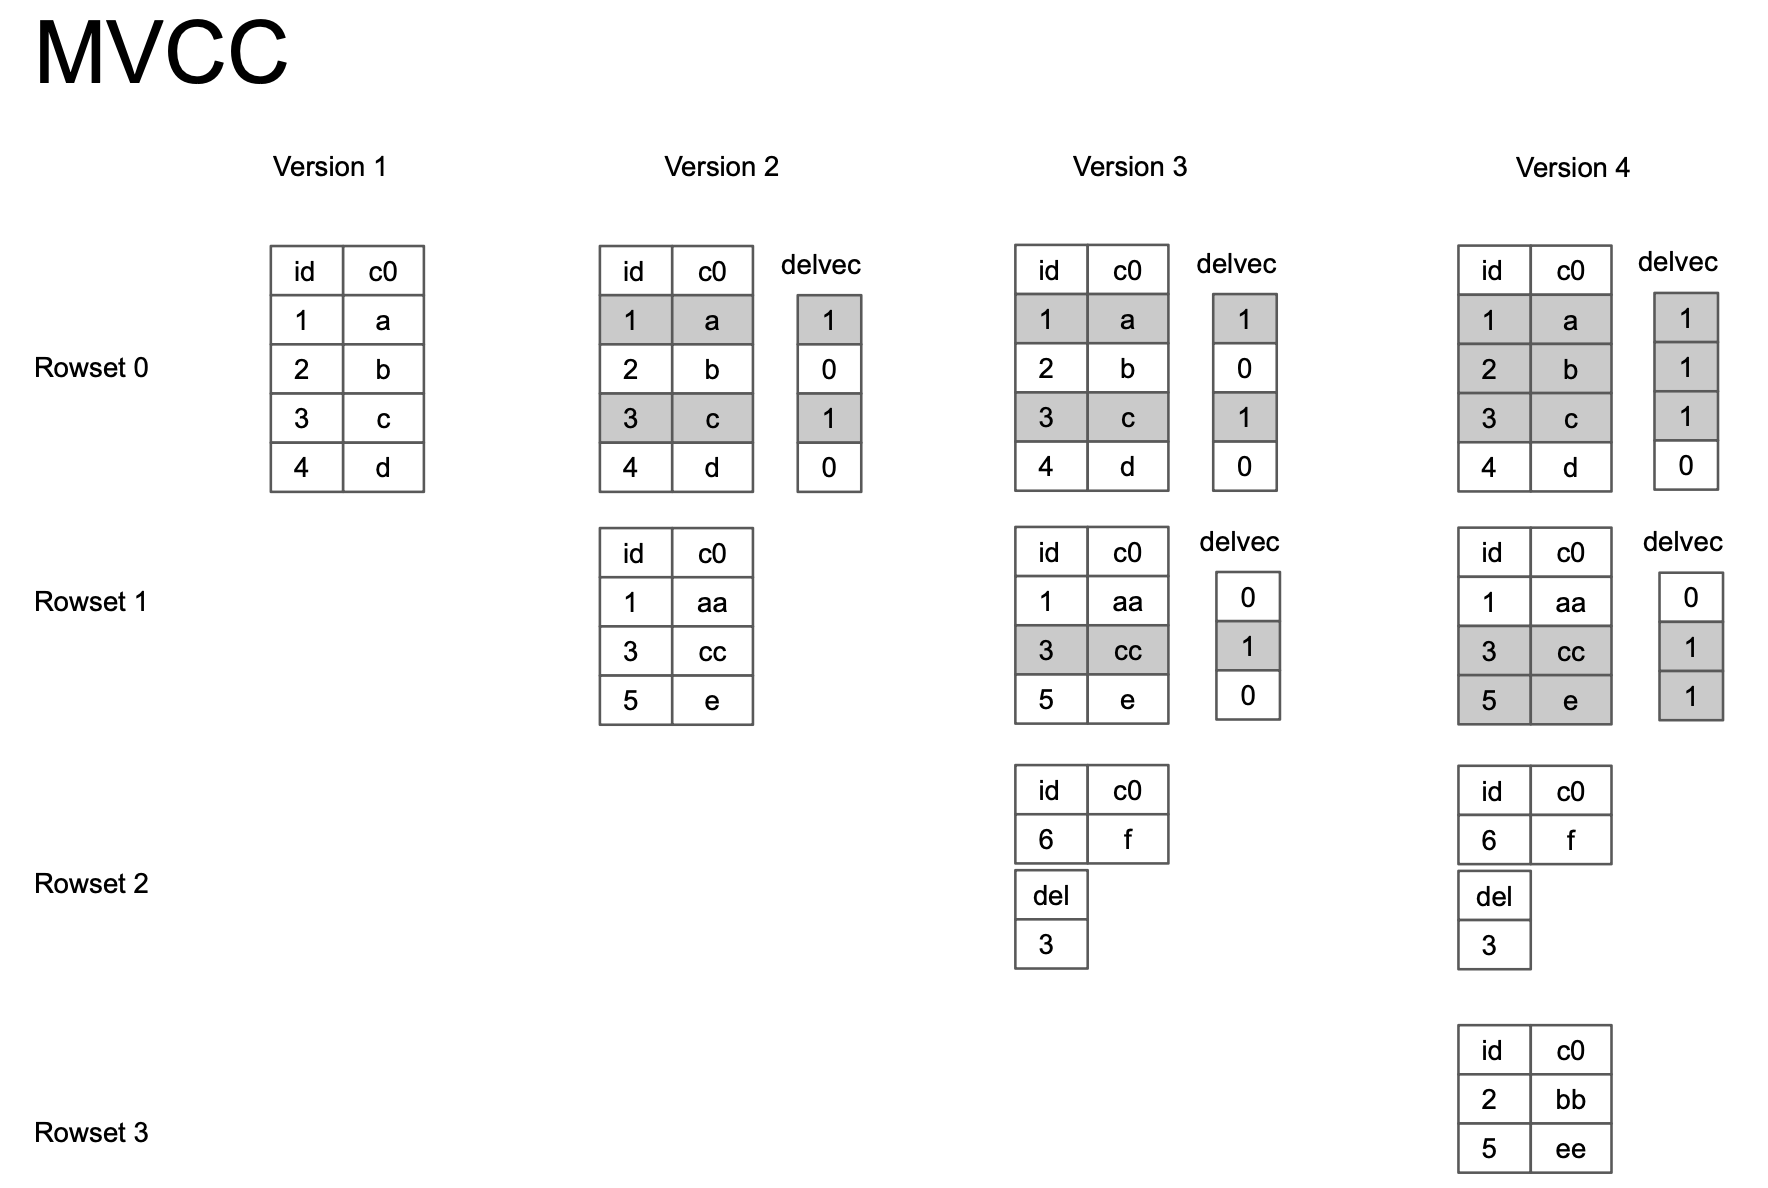 MVCC
Version 1 Version 2 Version 3 Version 4
id c0 id c0 delvec id c0 delvec id c0 delvec
1 a 1 a 1 1 a 1 1 a 1
Rowset 0 2 b 2 b 0 2 b 0 2 b 1
3 c 3 c 1 3 c 1 3 c 1
4 d 4 d 0 4 d 0 4 d 0
id c0 id c0 delvec id c0 delvec
Rowset 1 1 aa 1 aa 0 1 aa 0
3 cc 3 cc 1 3 cc 1
5 e 5 e 0 5 e 1
id c0 id c0
6 f 6 f
Rowset 2 del del
3 3
id c0
2 bb
Rowset 3 5 ee